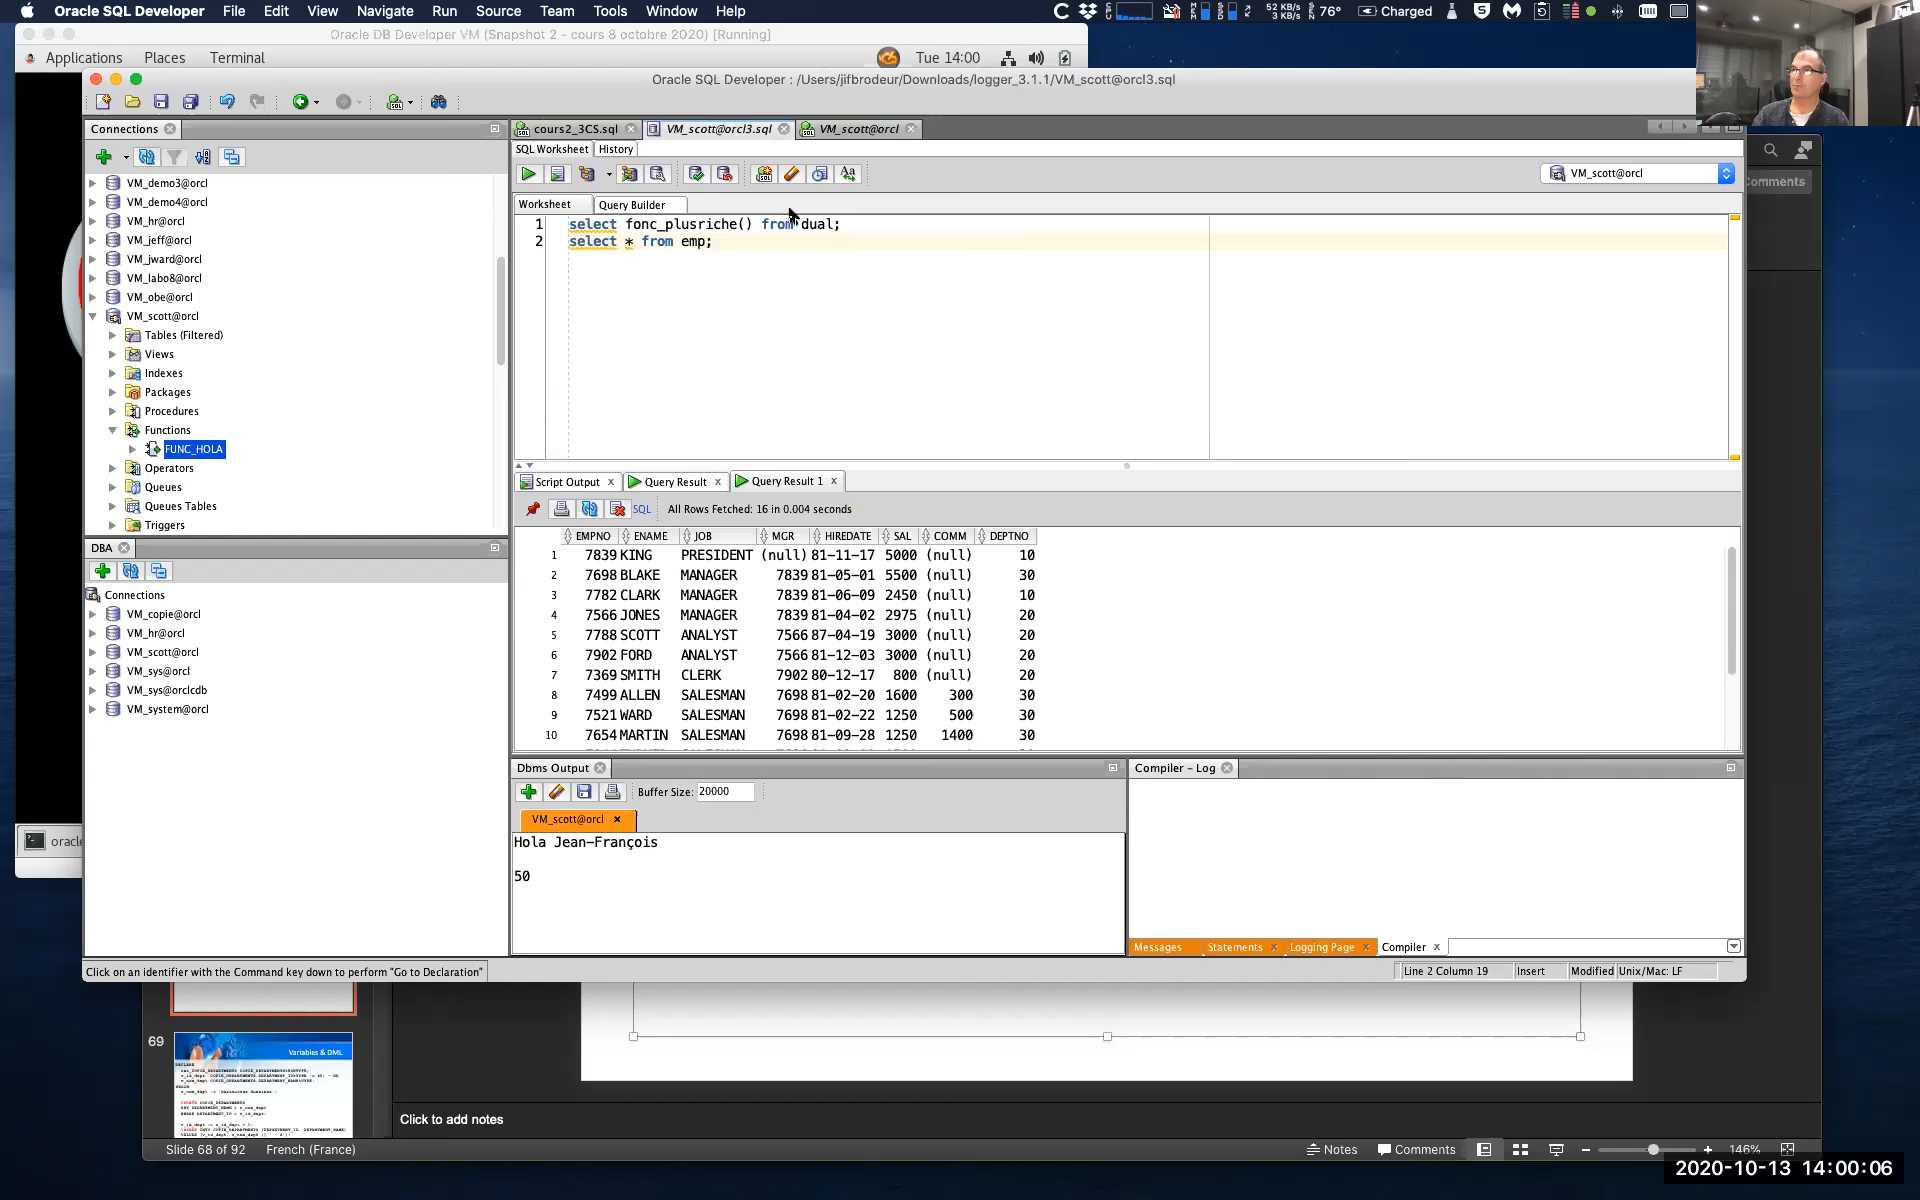 Oracle SQL Developer File Edit View Navigate Run Source Team Tools Window Help
52 KB/s
3 KB/s
76° Charged
Oracle DB Developer VM (Snapshot 2 - cours 8 octobre 2020) [Running]
Applications Places Terminal Tue 14:00
Oracle SQL Developer : /Users/jifbrodeur/Downloads/logger_3.1.1/VM_scott@orcl3.sql
Connections
cours2_3CS.sql VM_scott@orcl3.sql VM_scott@orcl
SQL Worksheet History
VM_scott@orcl
Comments
Worksheet Query Builder
1 select fonc_plusriche() from dual;
2 select * from emp;
VM_demo3@orcl
VM_demo4@orcl
VM_hr@orcl
VM_jeff@orcl
VM_jward@orcl
VM_labo8@orcl
VM_obe@orcl
VM_scott@orcl
Tables (Filtered)
Views
Indexes
Packages
Procedures
Functions
FUNC_HOLA
Operators
Queues
Queues Tables
Triggers
Script Output Query Result Query Result 1
SQL All Rows Fetched: 16 in 0.004 seconds
EMPNO ENAME JOB MGR HIREDATE SAL COMM DEPTNO
1 7839 KING PRESIDENT (null) 81-11-17 5000 (null) 10
2 7698 BLAKE MANAGER 7839 81-05-01 5500 (null) 30
3 7782 CLARK MANAGER 7839 81-06-09 2450 (null) 10
4 7566 JONES MANAGER 7839 81-04-02 2975 (null) 20
5 7788 SCOTT ANALYST 7566 87-04-19 3000 (null) 20
6 7902 FORD ANALYST 7566 81-12-03 3000 (null) 20
7 7369 SMITH CLERK 7902 80-12-17 800 (null) 20
8 7499 ALLEN SALESMAN 7698 81-02-20 1600 300 30
9 7521 WARD SALESMAN 7698 81-02-22 1250 500 30
10 7654 MARTIN SALESMAN 7698 81-09-28 1250 1400 30
DBA
Connections
VM_copie@orcl
VM_hr@orcl
VM_scott@orcl
VM_sys@orcl
VM_sys@orclcdb
VM_system@orcl
Dbms Output
Buffer Size: 20000
VM_scott@orcl
Hola Jean-François
50
Compiler - Log
Messages Statements Logging Page Compiler
Click on an identifier with the Command key down to perform "Go to Declaration"
Line 2 Column 19 Insert Modified Unix/Mac: LF
69
Variables & DML
DECLARE
Click to add notes
Slide 68 of 92 French (France) Notes Comments 146%
2020-10-13 14:00:06